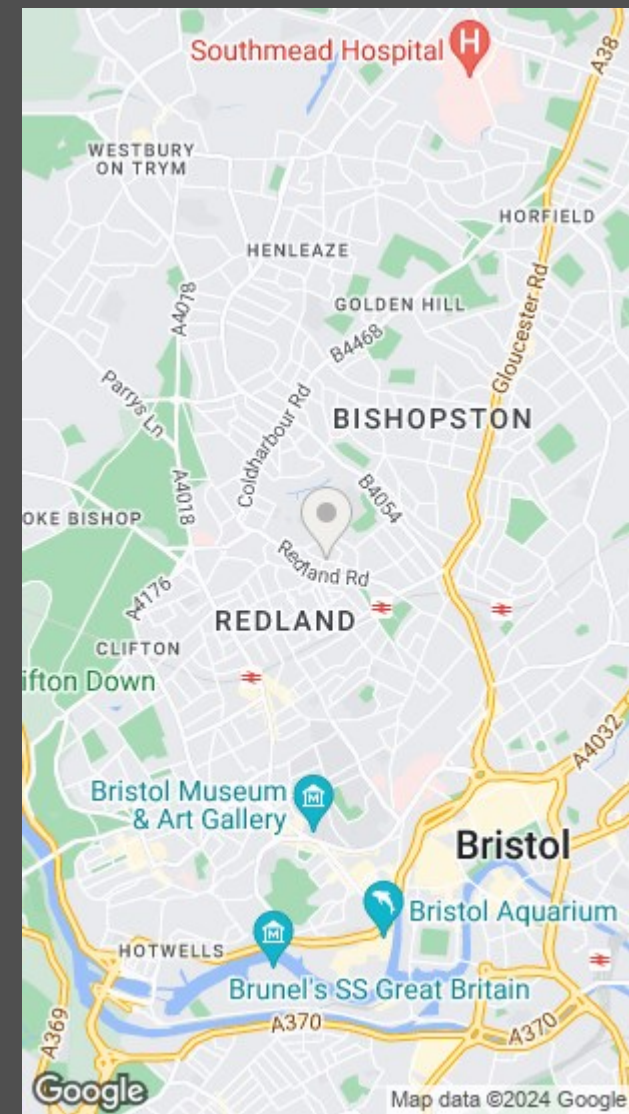 Southmead Hospital
H
A38
WESTBURY
ON TRYM
HORFIELD
HENLEAZE
A4018
GOLDEN HILL
B4468
Gloucester Rd
Parrys Ln
Coldharbour Rd
BISHOPSTON
A4018
B4054
OKE BISHOP
Redland Rd
A4176
REDLAND
CLIFTON
ifton Down
A4032
Bristol Museum
& Art Gallery
M
Bristol
Bristol Aquarium
M
HOTWELLS
Brunel's SS Great Britain
A369
A370
A370
Google
Map data ©2024 Google